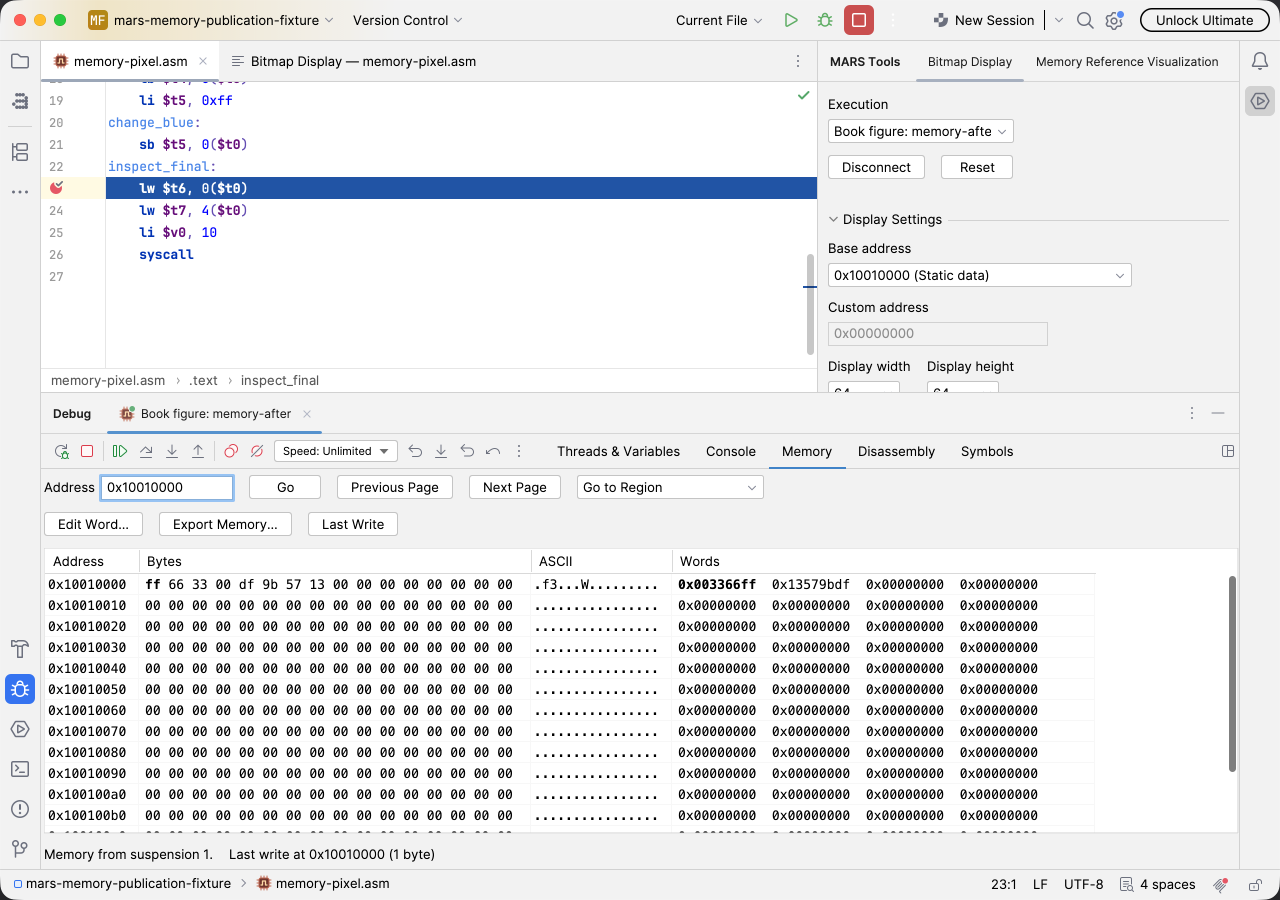 MF mars-memory-publication-fixture Version Control Current File New Session Unlock Ultimate
memory-pixel.asm Bitmap Display — memory-pixel.asm
19 li $t5, 0xff
20 change_blue:
21 sb $t5, 0($t0)
22 inspect_final:
lw $t6, 0($t0)
24 lw $t7, 4($t0)
25 li $v0, 10
26 syscall
27
memory-pixel.asm › .text › inspect_final
MARS Tools Bitmap Display Memory Reference Visualization
Execution
Book figure: memory-afte
Disconnect Reset
Display Settings
Base address
0x10010000 (Static data)
Custom address
0x00000000
Display width Display height
64 64
Debug Book figure: memory-after
Speed: Unlimited Threads & Variables Console Memory Disassembly Symbols
Address 0x10010000 Go Previous Page Next Page Go to Region
Edit Word... Export Memory... Last Write
Address Bytes ASCII Words
0x10010000 ff 66 33 00 df 9b 57 13 00 00 00 00 00 00 00 00 .f3...W......... 0x003366ff 0x13579bdf 0x00000000 0x00000000
0x10010010 00 00 00 00 00 00 00 00 00 00 00 00 00 00 00 00 ................ 0x00000000 0x00000000 0x00000000 0x00000000
0x10010020 00 00 00 00 00 00 00 00 00 00 00 00 00 00 00 00 ................ 0x00000000 0x00000000 0x00000000 0x00000000
0x10010030 00 00 00 00 00 00 00 00 00 00 00 00 00 00 00 00 ................ 0x00000000 0x00000000 0x00000000 0x00000000
0x10010040 00 00 00 00 00 00 00 00 00 00 00 00 00 00 00 00 ................ 0x00000000 0x00000000 0x00000000 0x00000000
0x10010050 00 00 00 00 00 00 00 00 00 00 00 00 00 00 00 00 ................ 0x00000000 0x00000000 0x00000000 0x00000000
0x10010060 00 00 00 00 00 00 00 00 00 00 00 00 00 00 00 00 ................ 0x00000000 0x00000000 0x00000000 0x00000000
0x10010070 00 00 00 00 00 00 00 00 00 00 00 00 00 00 00 00 ................ 0x00000000 0x00000000 0x00000000 0x00000000
0x10010080 00 00 00 00 00 00 00 00 00 00 00 00 00 00 00 00 ................ 0x00000000 0x00000000 0x00000000 0x00000000
0x10010090 00 00 00 00 00 00 00 00 00 00 00 00 00 00 00 00 ................ 0x00000000 0x00000000 0x00000000 0x00000000
0x100100a0 00 00 00 00 00 00 00 00 00 00 00 00 00 00 00 00 ................ 0x00000000 0x00000000 0x00000000 0x00000000
0x100100b0 00 00 00 00 00 00 00 00 00 00 00 00 00 00 00 00 ................ 0x00000000 0x00000000 0x00000000 0x00000000
Memory from suspension 1. Last write at 0x10010000 (1 byte)
mars-memory-publication-fixture › memory-pixel.asm 23:1 LF UTF-8 4 spaces